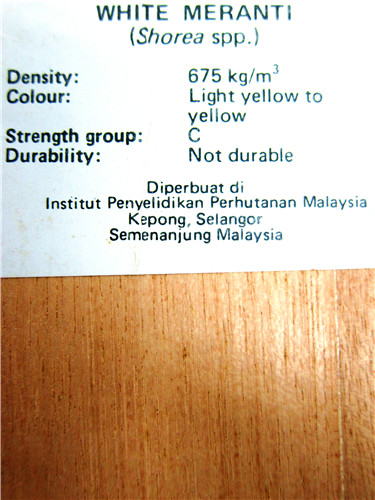 WHITE MERANTI
(Shorea spp.)
Density: 675 kg/m³
Colour: Light yellow to
yellow
Strength group: C
Durability: Not durable
Diperbuat di
Institut Penyelidikan Perhutanan Malaysia
Kepong, Selangor
Semenanjung Malaysia